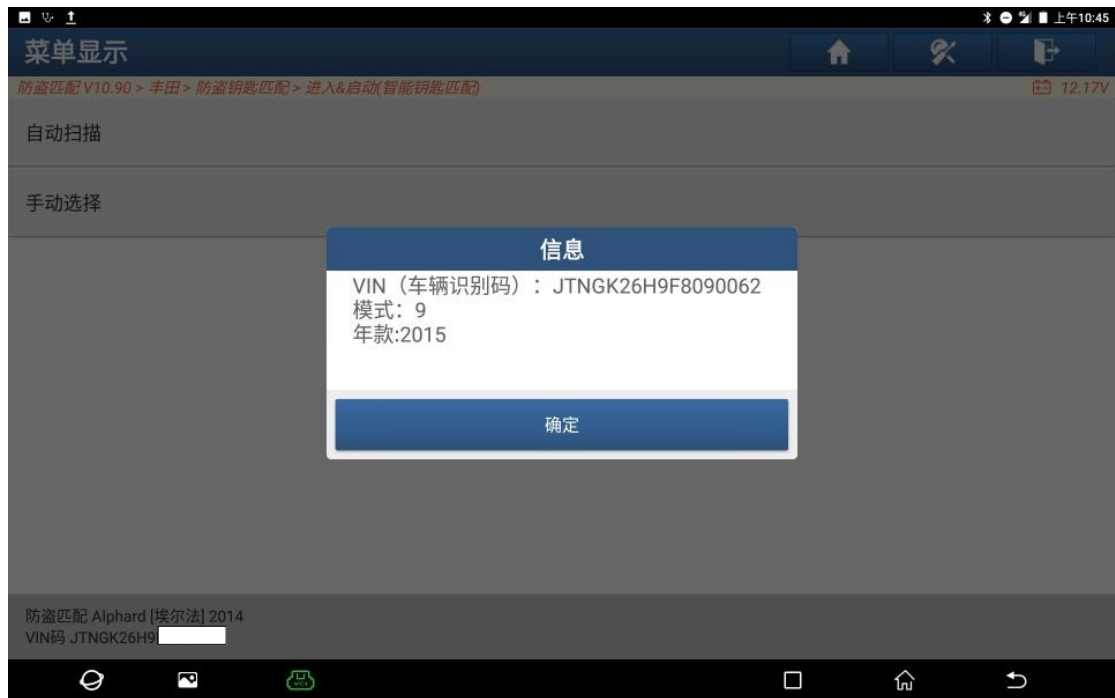 上午10:45
菜单显示
防盗匹配 V10.90 > 丰田 > 防盗钥匙匹配 > 进入&启动(智能钥匙匹配)
12.17V
自动扫描
手动选择
信息
VIN（车辆识别码）：JTNGK26H9F8090062
模式：9
年款:2015
确定
防盗匹配 Alphard [埃尔法] 2014
VIN码 JTNGK26H9
VCI